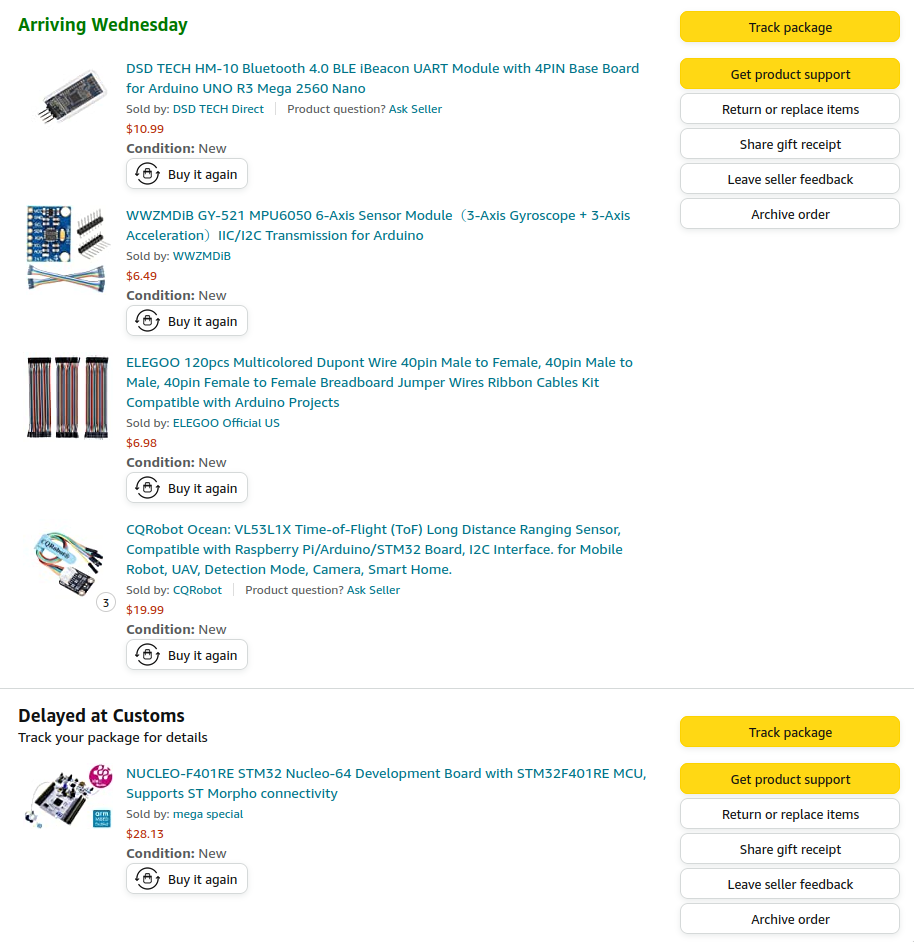 Arriving Wednesday
Track package
DSD TECH HM-10 Bluetooth 4.0 BLE iBeacon UART Module with 4PIN Base Board
for Arduino UNO R3 Mega 2560 Nano
Sold by: DSD TECH Direct
Product question? Ask Seller
$10.99
Condition: New
Buy it again
Get product support
Return or replace items
Share gift receipt
Leave seller feedback
Archive order
WWZMDiB GY-521 MPU6050 6-Axis Sensor Module（3-Axis Gyroscope + 3-Axis
Acceleration）IIC/I2C Transmission for Arduino
Sold by: WWZMDiB
$6.49
Condition: New
Buy it again
ELEGOO 120pcs Multicolored Dupont Wire 40pin Male to Female, 40pin Male to
Male, 40pin Female to Female Breadboard Jumper Wires Ribbon Cables Kit
Compatible with Arduino Projects
Sold by: ELEGOO Official US
$6.98
Condition: New
Buy it again
CQRobot
3
CQRobot Ocean: VL53L1X Time-of-Flight (ToF) Long Distance Ranging Sensor,
Compatible with Raspberry Pi/Arduino/STM32 Board, I2C Interface. for Mobile
Robot, UAV, Detection Mode, Camera, Smart Home.
Sold by: CQRobot
Product question? Ask Seller
$19.99
Condition: New
Buy it again
Delayed at Customs
Track your package for details
Track package
arm
NUCLEO-F401RE STM32 Nucleo-64 Development Board with STM32F401RE MCU,
Supports ST Morpho connectivity
Sold by: mega special
$28.13
Condition: New
Buy it again
Get product support
Return or replace items
Share gift receipt
Leave seller feedback
Archive order